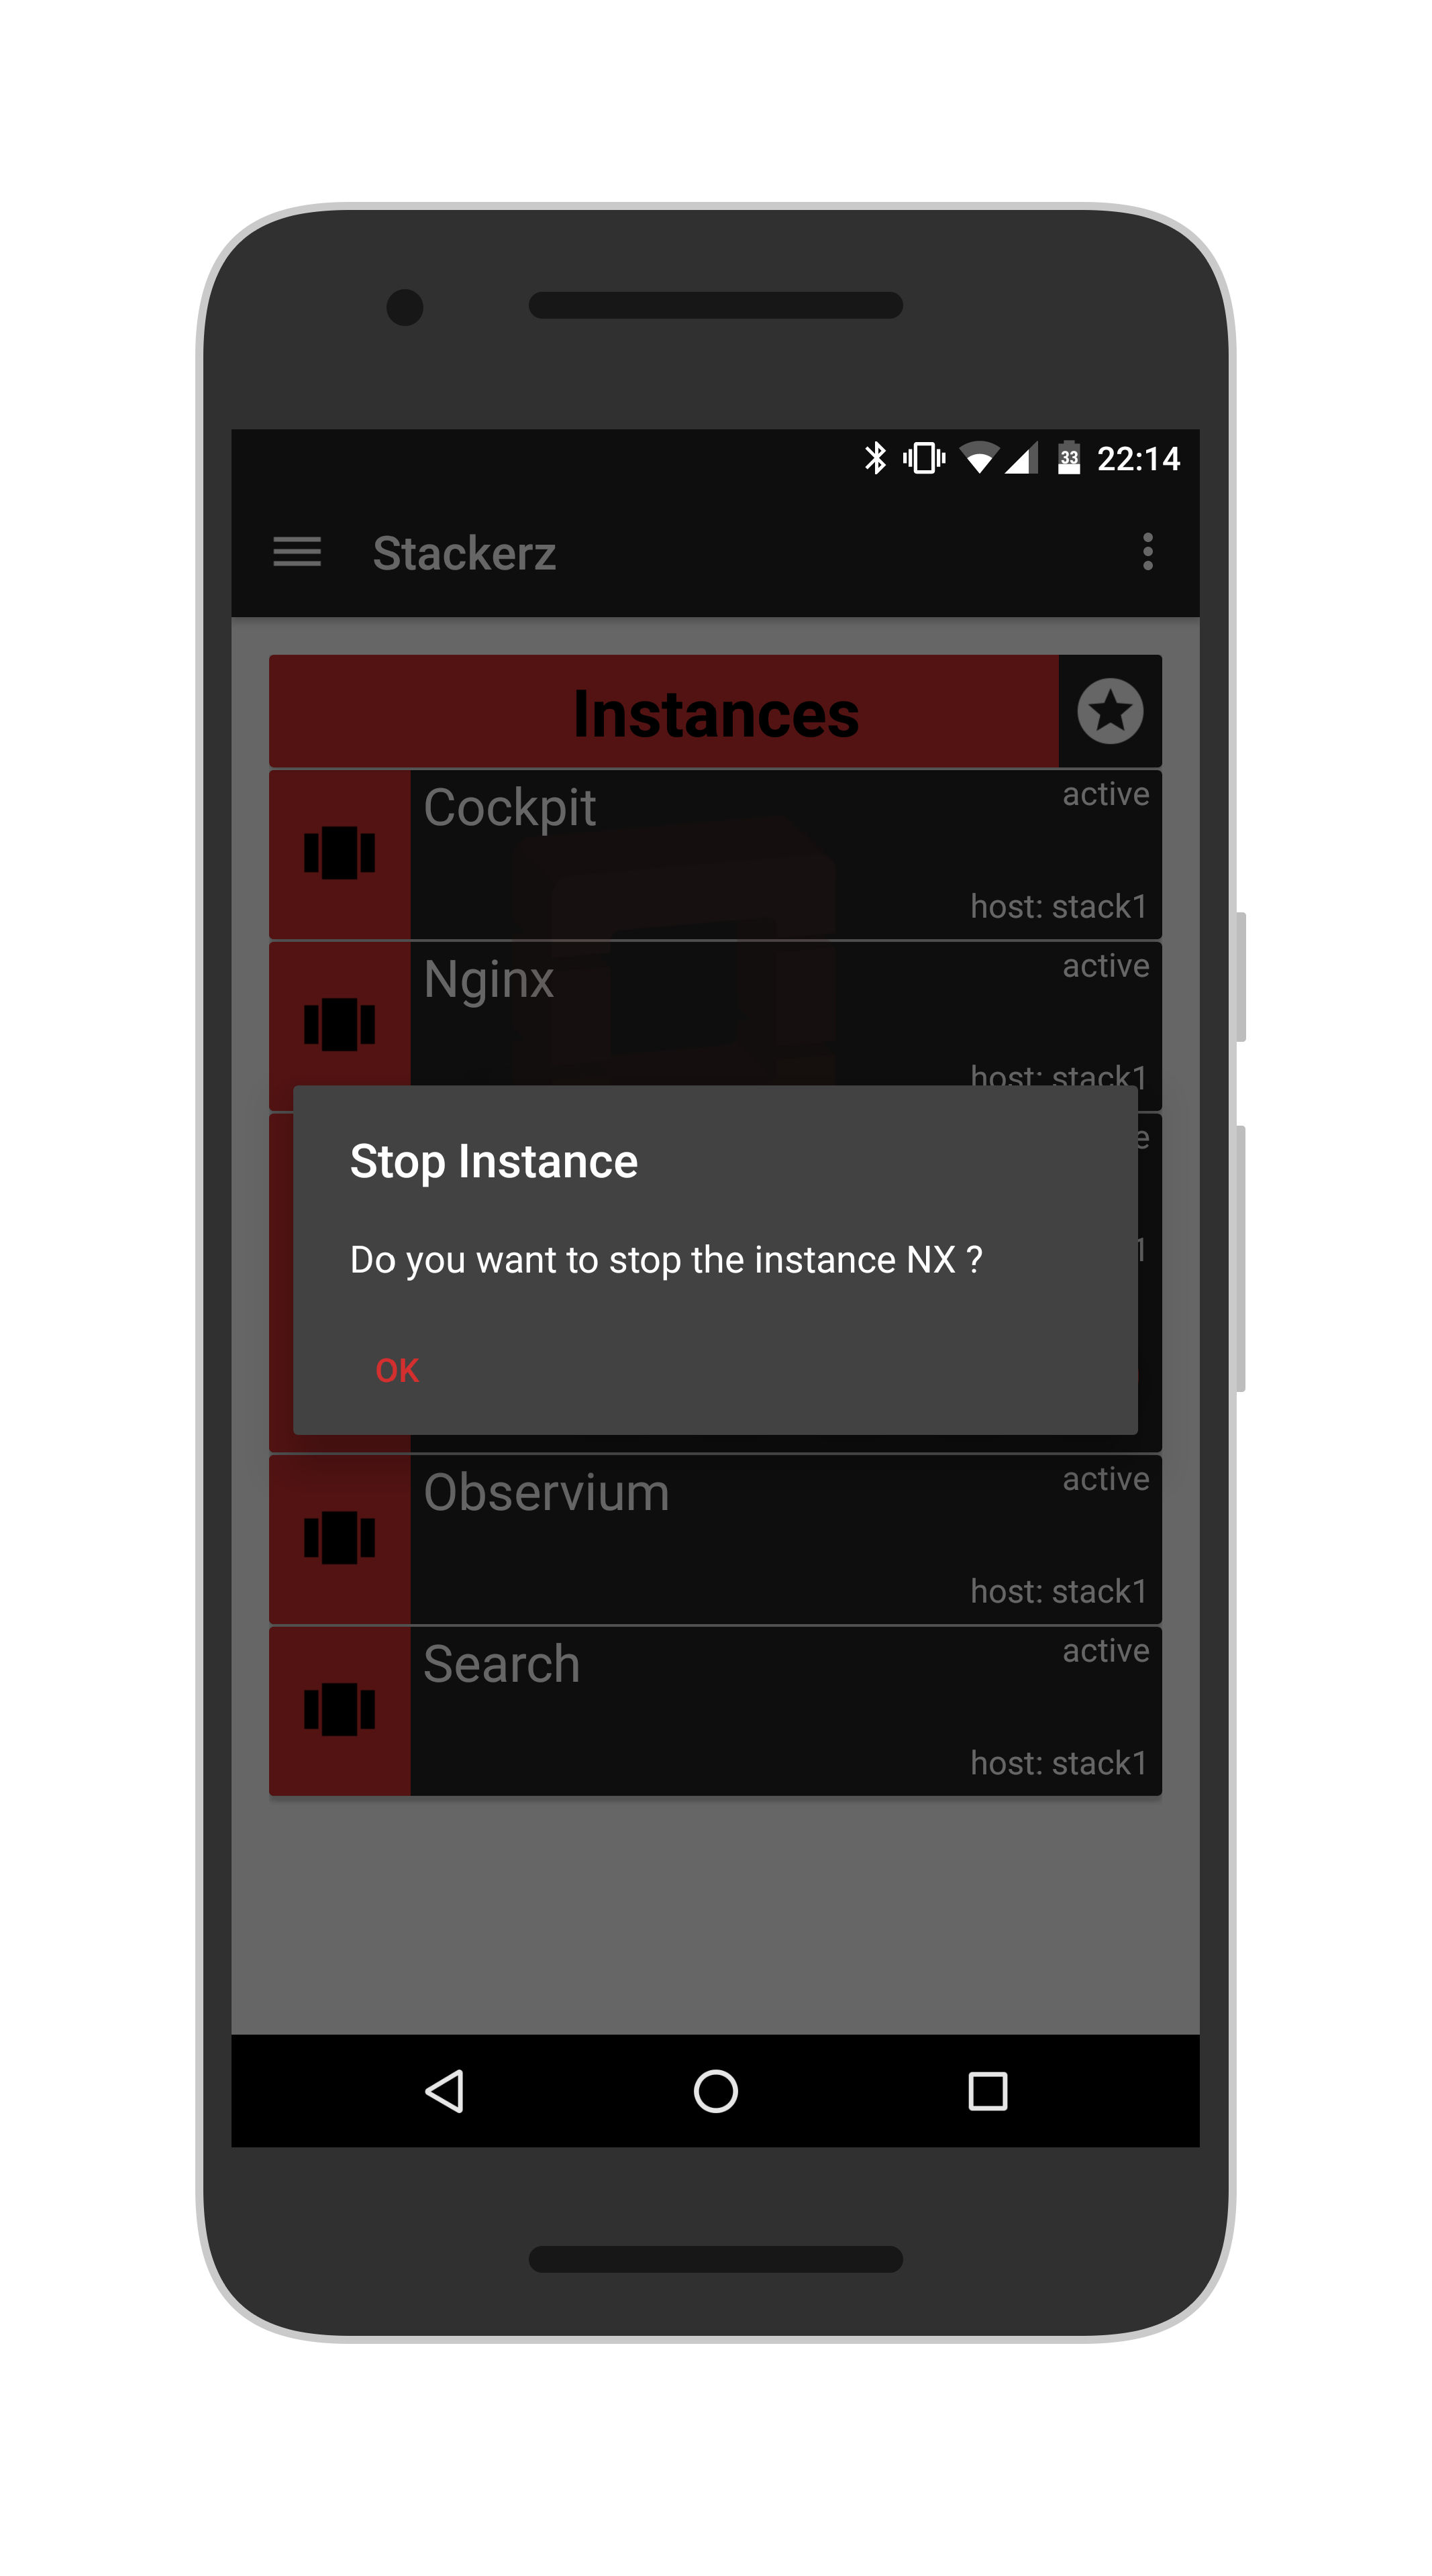 33 22:14
Stackerz
Instances
Cockpit
active
host: stack1
Nginx
active
host: stack1
Stop Instance
Do you want to stop the instance NX ?
OK
Observium
active
host: stack1
Search
active
host: stack1